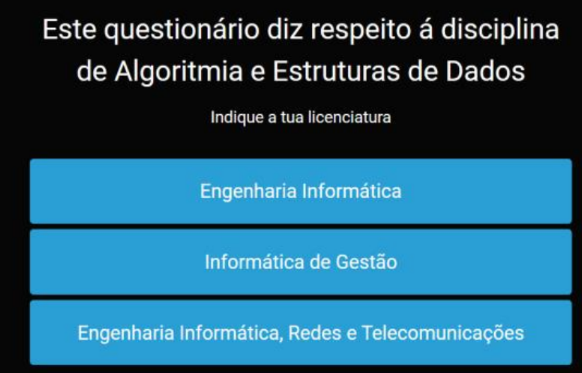 Este questionário diz respeito á disciplina
de Algoritmia e Estruturas de Dados
Indique a tua licenciatura
Engenharia Informática
Informática de Gestão
Engenharia Informática, Redes e Telecomunicações